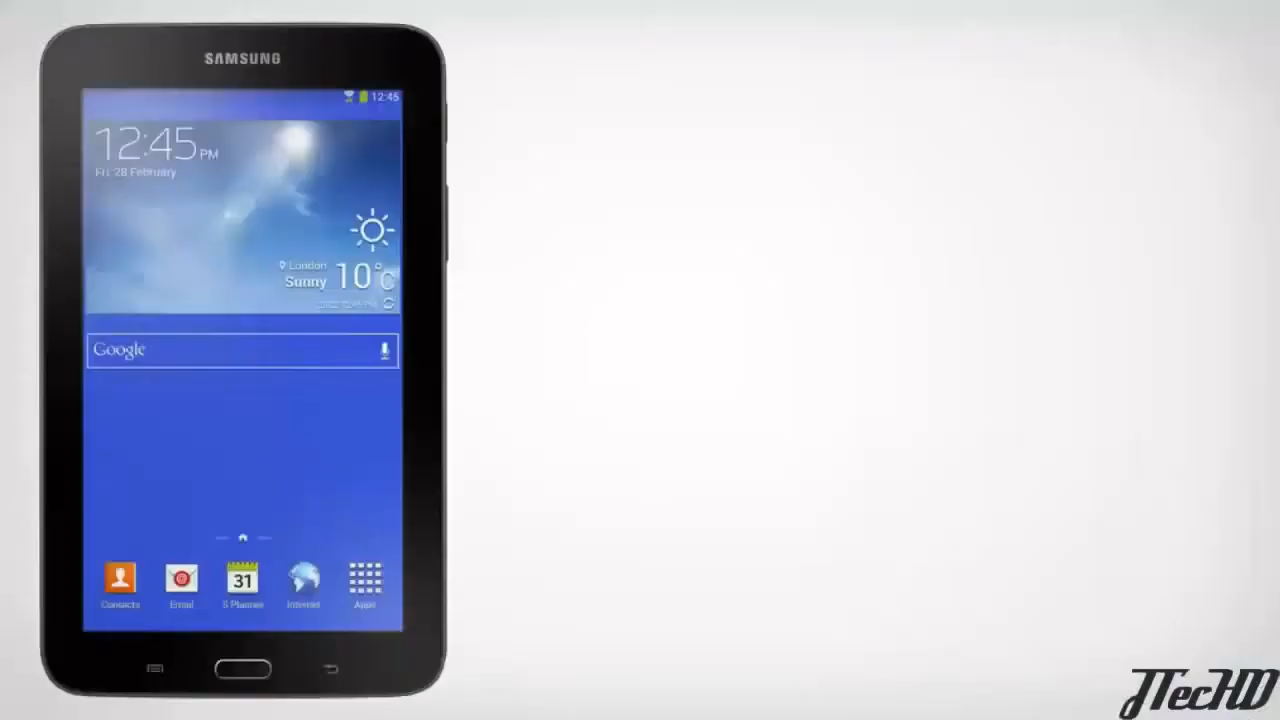 SAMSUNG
12:45
12:45 PM
Fri, 28 February
London
Sunny 10°C
Google
31
Contacts
Email
S Planner
Internet
Apps
JTecHD